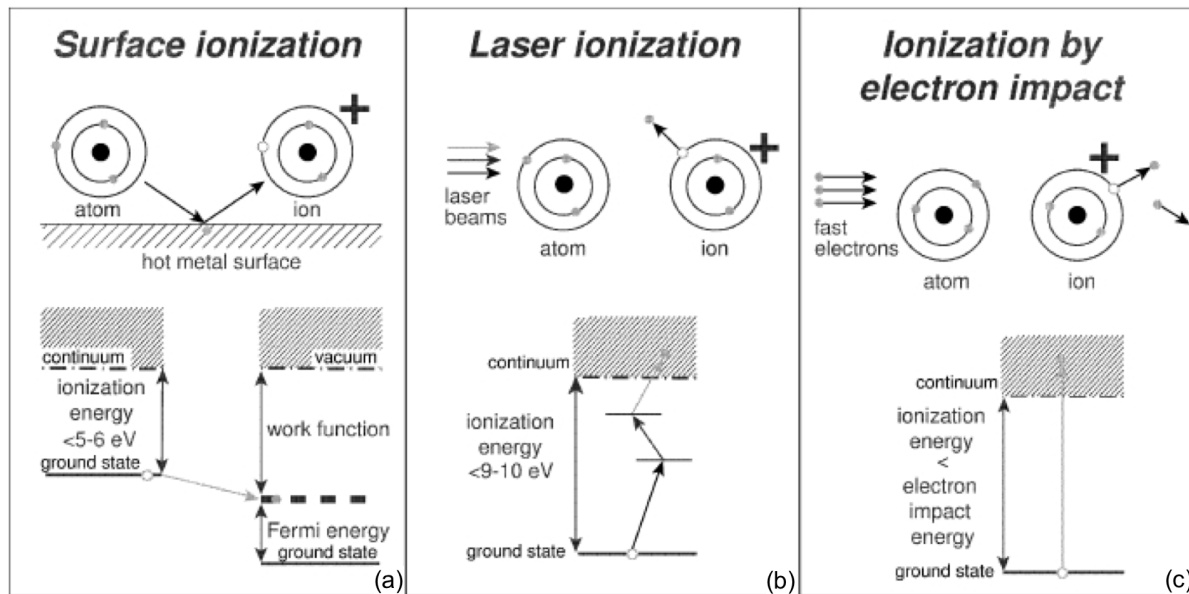 Surface ionization
atom
ion
hot metal surface
continuum
vacuum
ionization
energy
<5-6 eV
ground state
work function
Fermi energy
ground state
(a)
Laser ionization
laser
beams
atom
ion
continuum
ionization
energy
<9-10 eV
ground state
(b)
Ionization by
electron impact
fast
electrons
atom
ion
continuum
ionization
energy
<
electron
impact
energy
ground state
(c)